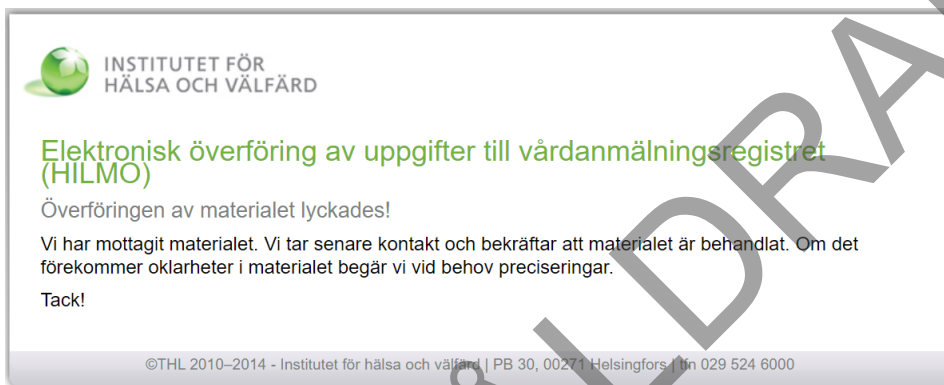 INSTITUTET FÖR
HÄLSA OCH VÄLFÄRD
Elektronisk överföring av uppgifter till vårdanmälningsregistret
(HILMO)
Överföringen av materialet lyckades!
Vi har mottagit materialet. Vi tar senare kontakt och bekräftar att materialet är behandlat. Om det
förekommer oklarheter i materialet begär vi vid behov preciseringar.
Tack!
©THL 2010–2014 - Institutet för hälsa och välfärd | PB 30, 00271 Helsingfors | tfn 029 524 6000